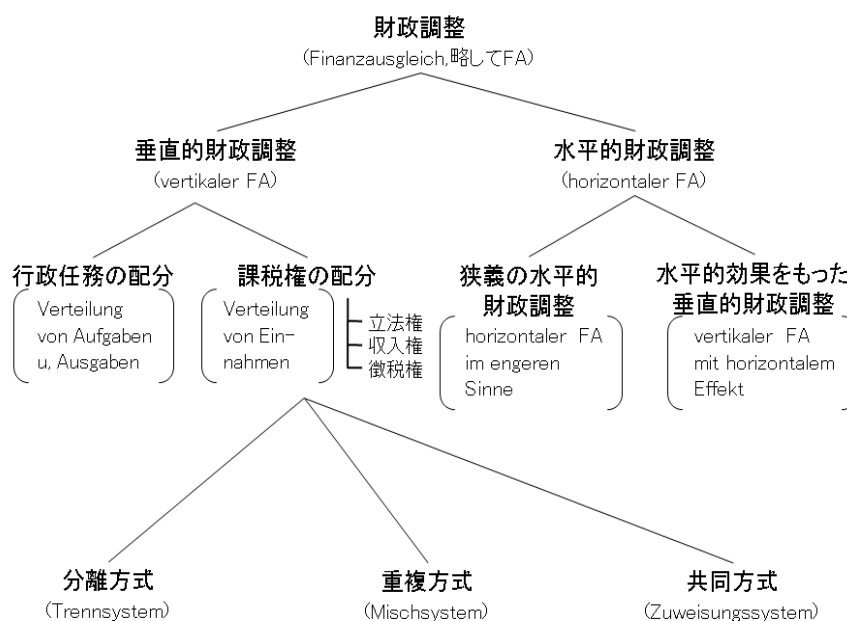 財政調整
(Finanzausgleich,略してFA)
垂直的財政調整
(vertikaler FA)
水平的財政調整
(horizontaler FA)
行政任務の配分
Verteilung
von Aufgaben
u, Ausgaben
課税権の配分
Verteilung
von Ein-
nahmen
立法権
収入権
徴税権
狭義の水平的
財政調整
horizontaler FA
im engeren
Sinne
水平的効果をもった
垂直的財政調整
vertikaler FA
mit horizontalem
Effekt
分離方式
(Trennsystem)
重複方式
(Mischsystem)
共同方式
(Zuweisungssystem)